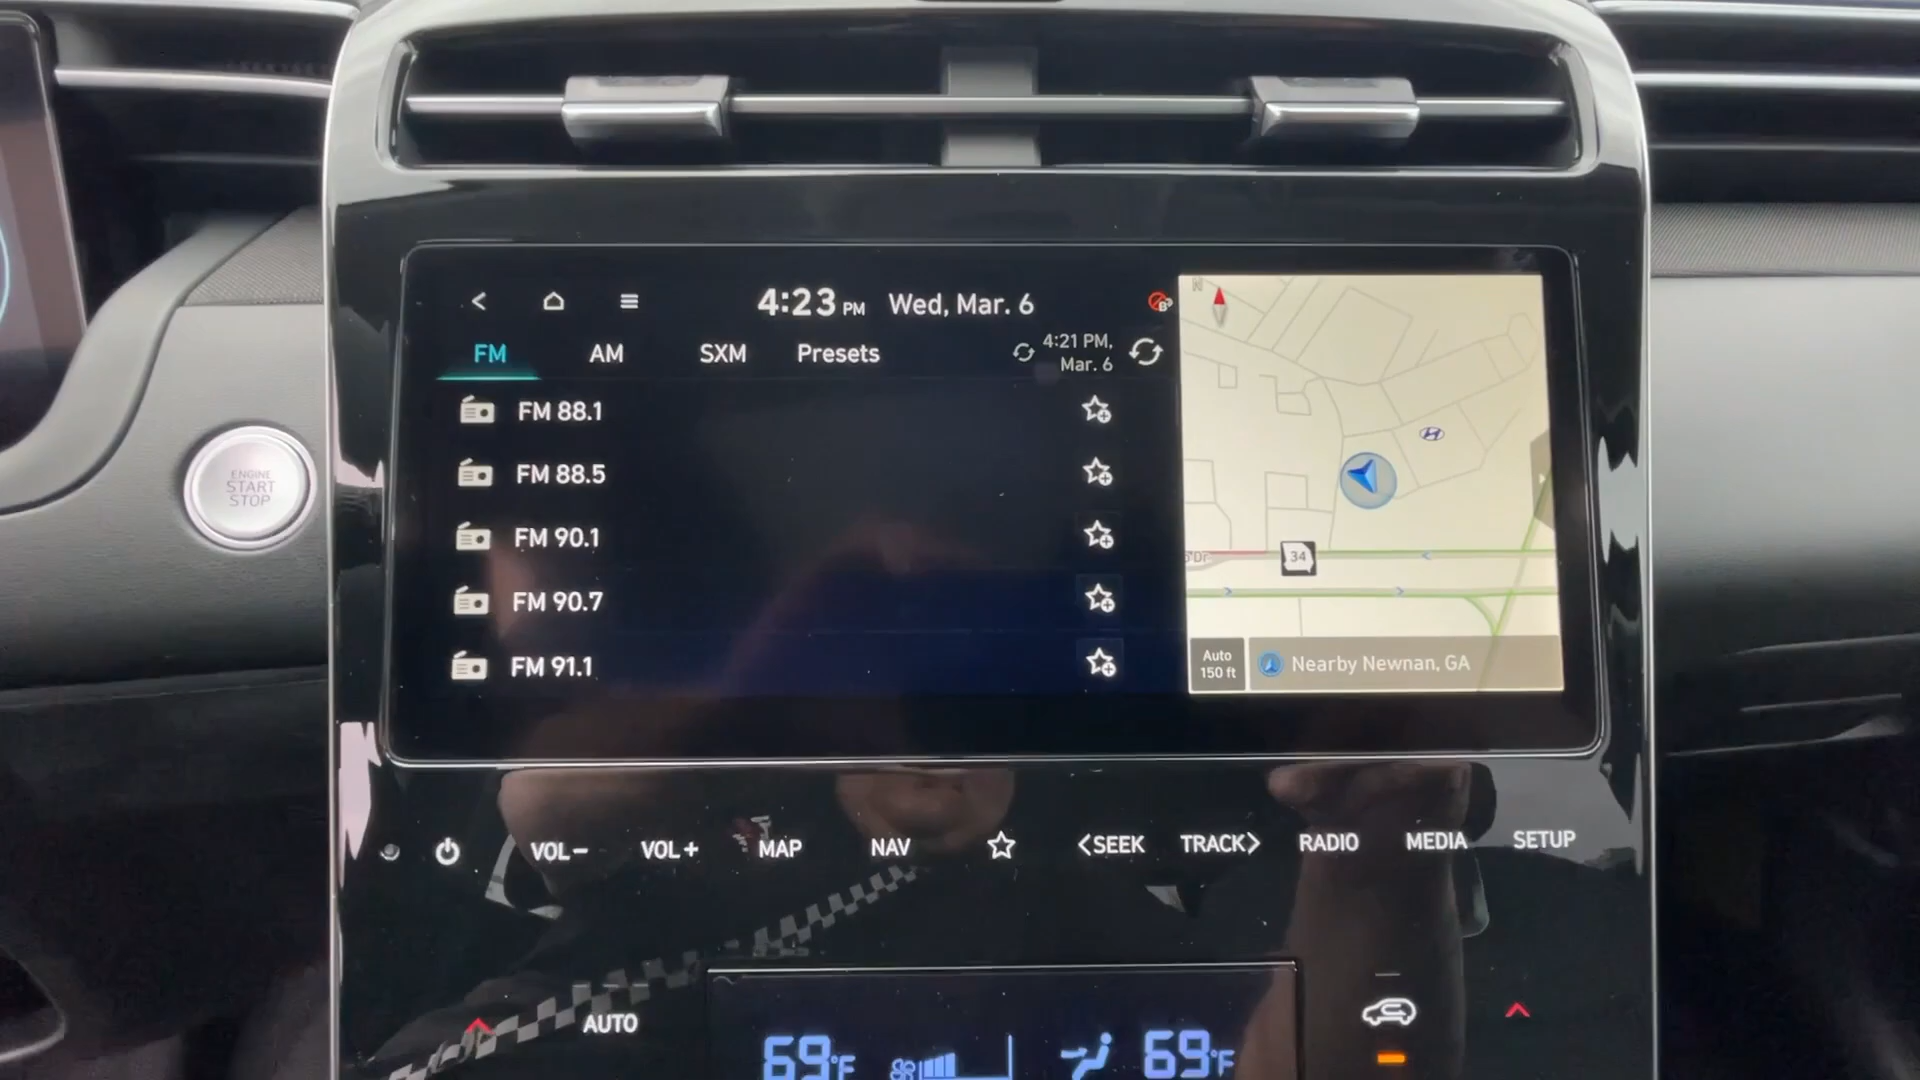 4:23 PM Wed, Mar. 6
FM AM SXM Presets 4:21 PM,
Mar. 6
FM 88.1
FM 88.5
FM 90.1
FM 90.7
FM 91.1
N
34
Auto
150 ft
Nearby Newnan, GA
ENGINE
START
STOP
VOL- VOL+ MAP NAV <SEEK TRACK> RADIO MEDIA SETUP
AUTO
69°F 69°F